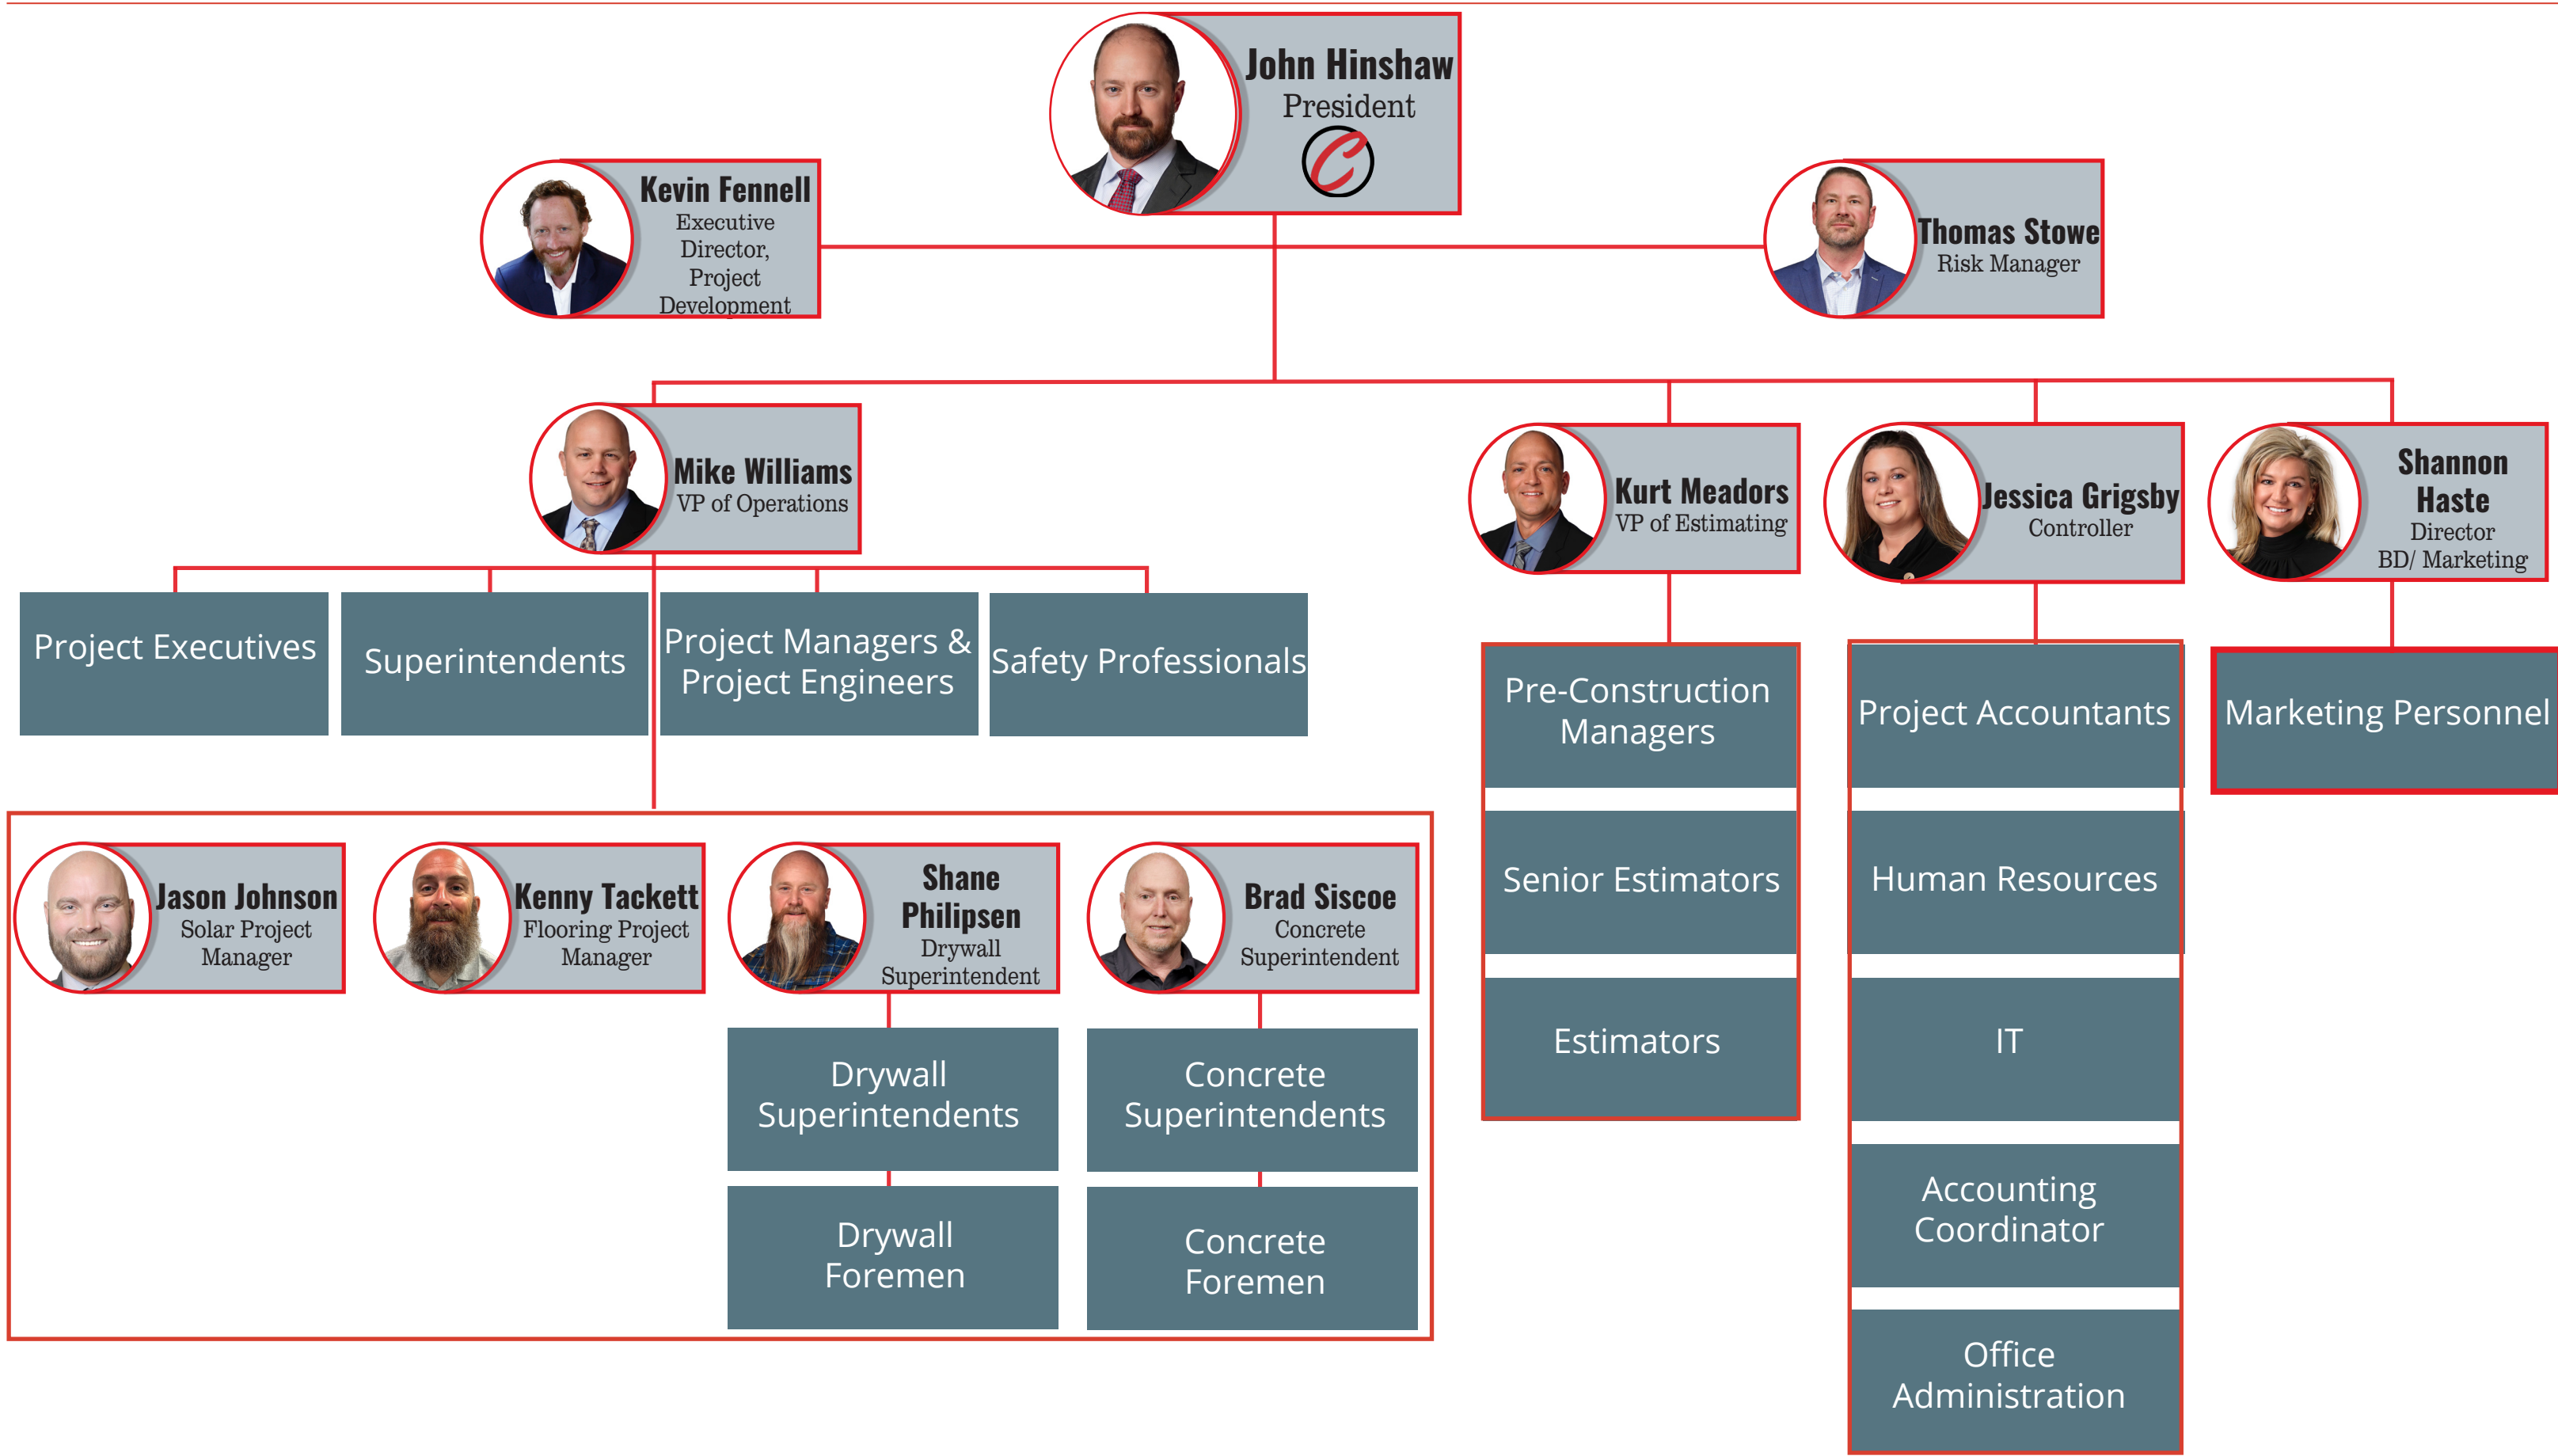 John Hinshaw
President
C
Kevin Fennell
Executive
Director,
Project
Development
Thomas Stowe
Risk Manager
Mike Williams
VP of Operations
Kurt Meadors
VP of Estimating
Jessica Grigsby
Controller
Shannon
Haste
Director
BD/ Marketing
Project Executives
Superintendents
Project Managers &
Project Engineers
Safety Professionals
Pre-Construction
Managers
Project Accountants
Marketing Personnel
Jason Johnson
Solar Project
Manager
Kenny Tackett
Flooring Project
Manager
Shane
Philipsen
Drywall
Superintendent
Brad Siscoe
Concrete
Superintendent
Senior Estimators
Human Resources
Drywall
Superintendents
Concrete
Superintendents
Estimators
IT
Drywall
Foremen
Concrete
Foremen
Accounting
Coordinator
Office
Administration